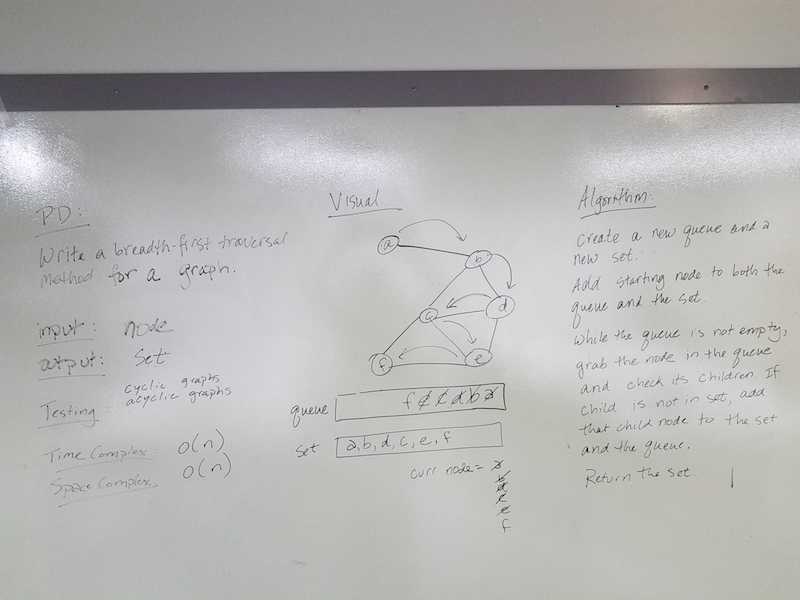 PD:
Write a breadth-first traversal
method for a graph.
input: node
output: Set
Testing cyclic graphs
acyclic graphs
Time Complex: O(n)
Space Complex. O(n)
Visual
a
b
c
d
e
f
queue f e c d b a
set a, b, d, c, e, f
curr node = a
b
d
c
e
f
Algorithm:
Create a new queue and a
new set.
Add starting node to both the
queue and the set.
While the queue is not empty,
grab the node in the queue
and check its children. If
child is not in set, add
that child node to the set
and the queue.
Return the set.